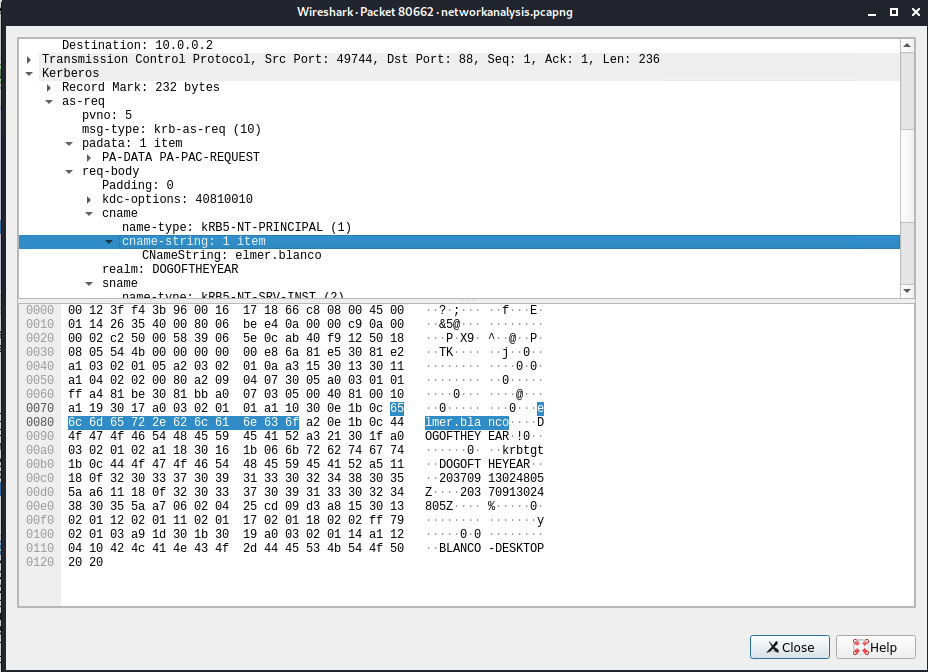 Wireshark · Packet 80662 · networkanalysis.pcapng
Destination: 10.0.0.2
Transmission Control Protocol, Src Port: 49744, Dst Port: 88, Seq: 1, Ack: 1, Len: 236
Kerberos
Record Mark: 232 bytes
as-req
pvno: 5
msg-type: krb-as-req (10)
padata: 1 item
PA-DATA PA-PAC-REQUEST
req-body
Padding: 0
kdc-options: 40810010
cname
name-type: kRB5-NT-PRINCIPAL (1)
cname-string: 1 item
CNameString: elmer.blanco
realm: DOGOFTHEYEAR
sname
name-type: kRB5-NT-SRV-INST (2)
0000 00 12 3f f4 3b 96 00 16 17 18 66 c8 08 00 45 00 ··?·;··· ··f···E·
0010 01 14 26 35 40 00 80 06 be e4 0a 00 00 c9 0a 00 ··&5@··· ········
0020 00 02 c2 50 00 58 39 06 5e 0c ab 40 f9 12 50 18 ···P·X9· ^··@··P·
0030 08 05 54 4b 00 00 00 00 00 e8 6a 81 e5 30 81 e2 ··TK···· ··j··0··
0040 a1 03 02 01 05 a2 03 02 01 0a a3 15 30 13 30 11 ········ ····0·0·
0050 a1 04 02 02 00 80 a2 09 04 07 30 05 a0 03 01 01 ········ ··0·····
0060 ff a4 81 be 30 81 bb a0 07 03 05 00 40 81 00 10 ····0··· ····@···
0070 a1 19 30 17 a0 03 02 01 01 a1 10 30 0e 1b 0c 65 ··0····· ···0···e
0080 6c 6d 65 72 2e 62 6c 61 6e 63 6f a2 0e 1b 0c 44 lmer.bla nco····D
0090 4f 47 4f 46 54 48 45 59 45 41 52 a3 21 30 1f a0 OGOFTHEY EAR·!0··
00a0 03 02 01 02 a1 18 30 16 1b 06 6b 72 62 74 67 74 ······0· ··krbtgt
00b0 1b 0c 44 4f 47 4f 46 54 48 45 59 45 41 52 a5 11 ··DOGOFT HEYEAR··
00c0 18 0f 32 30 33 37 30 39 31 33 30 32 34 38 30 35 ··203709 13024805
00d0 5a a6 11 18 0f 32 30 33 37 30 39 31 33 30 32 34 Z····203 70913024
00e0 38 30 35 5a a7 06 02 04 25 cd 09 d3 a8 15 30 13 805Z···· %·····0·
00f0 02 01 12 02 01 11 02 01 17 02 01 18 02 02 ff 79 ········ ·······y
0100 02 01 03 a9 1d 30 1b 30 19 a0 03 02 01 14 a1 12 ·····0·0 ········
0110 04 10 42 4c 41 4e 43 4f 2d 44 45 53 4b 54 4f 50 ··BLANCO -DESKTOP
0120 20 20
Close
Help